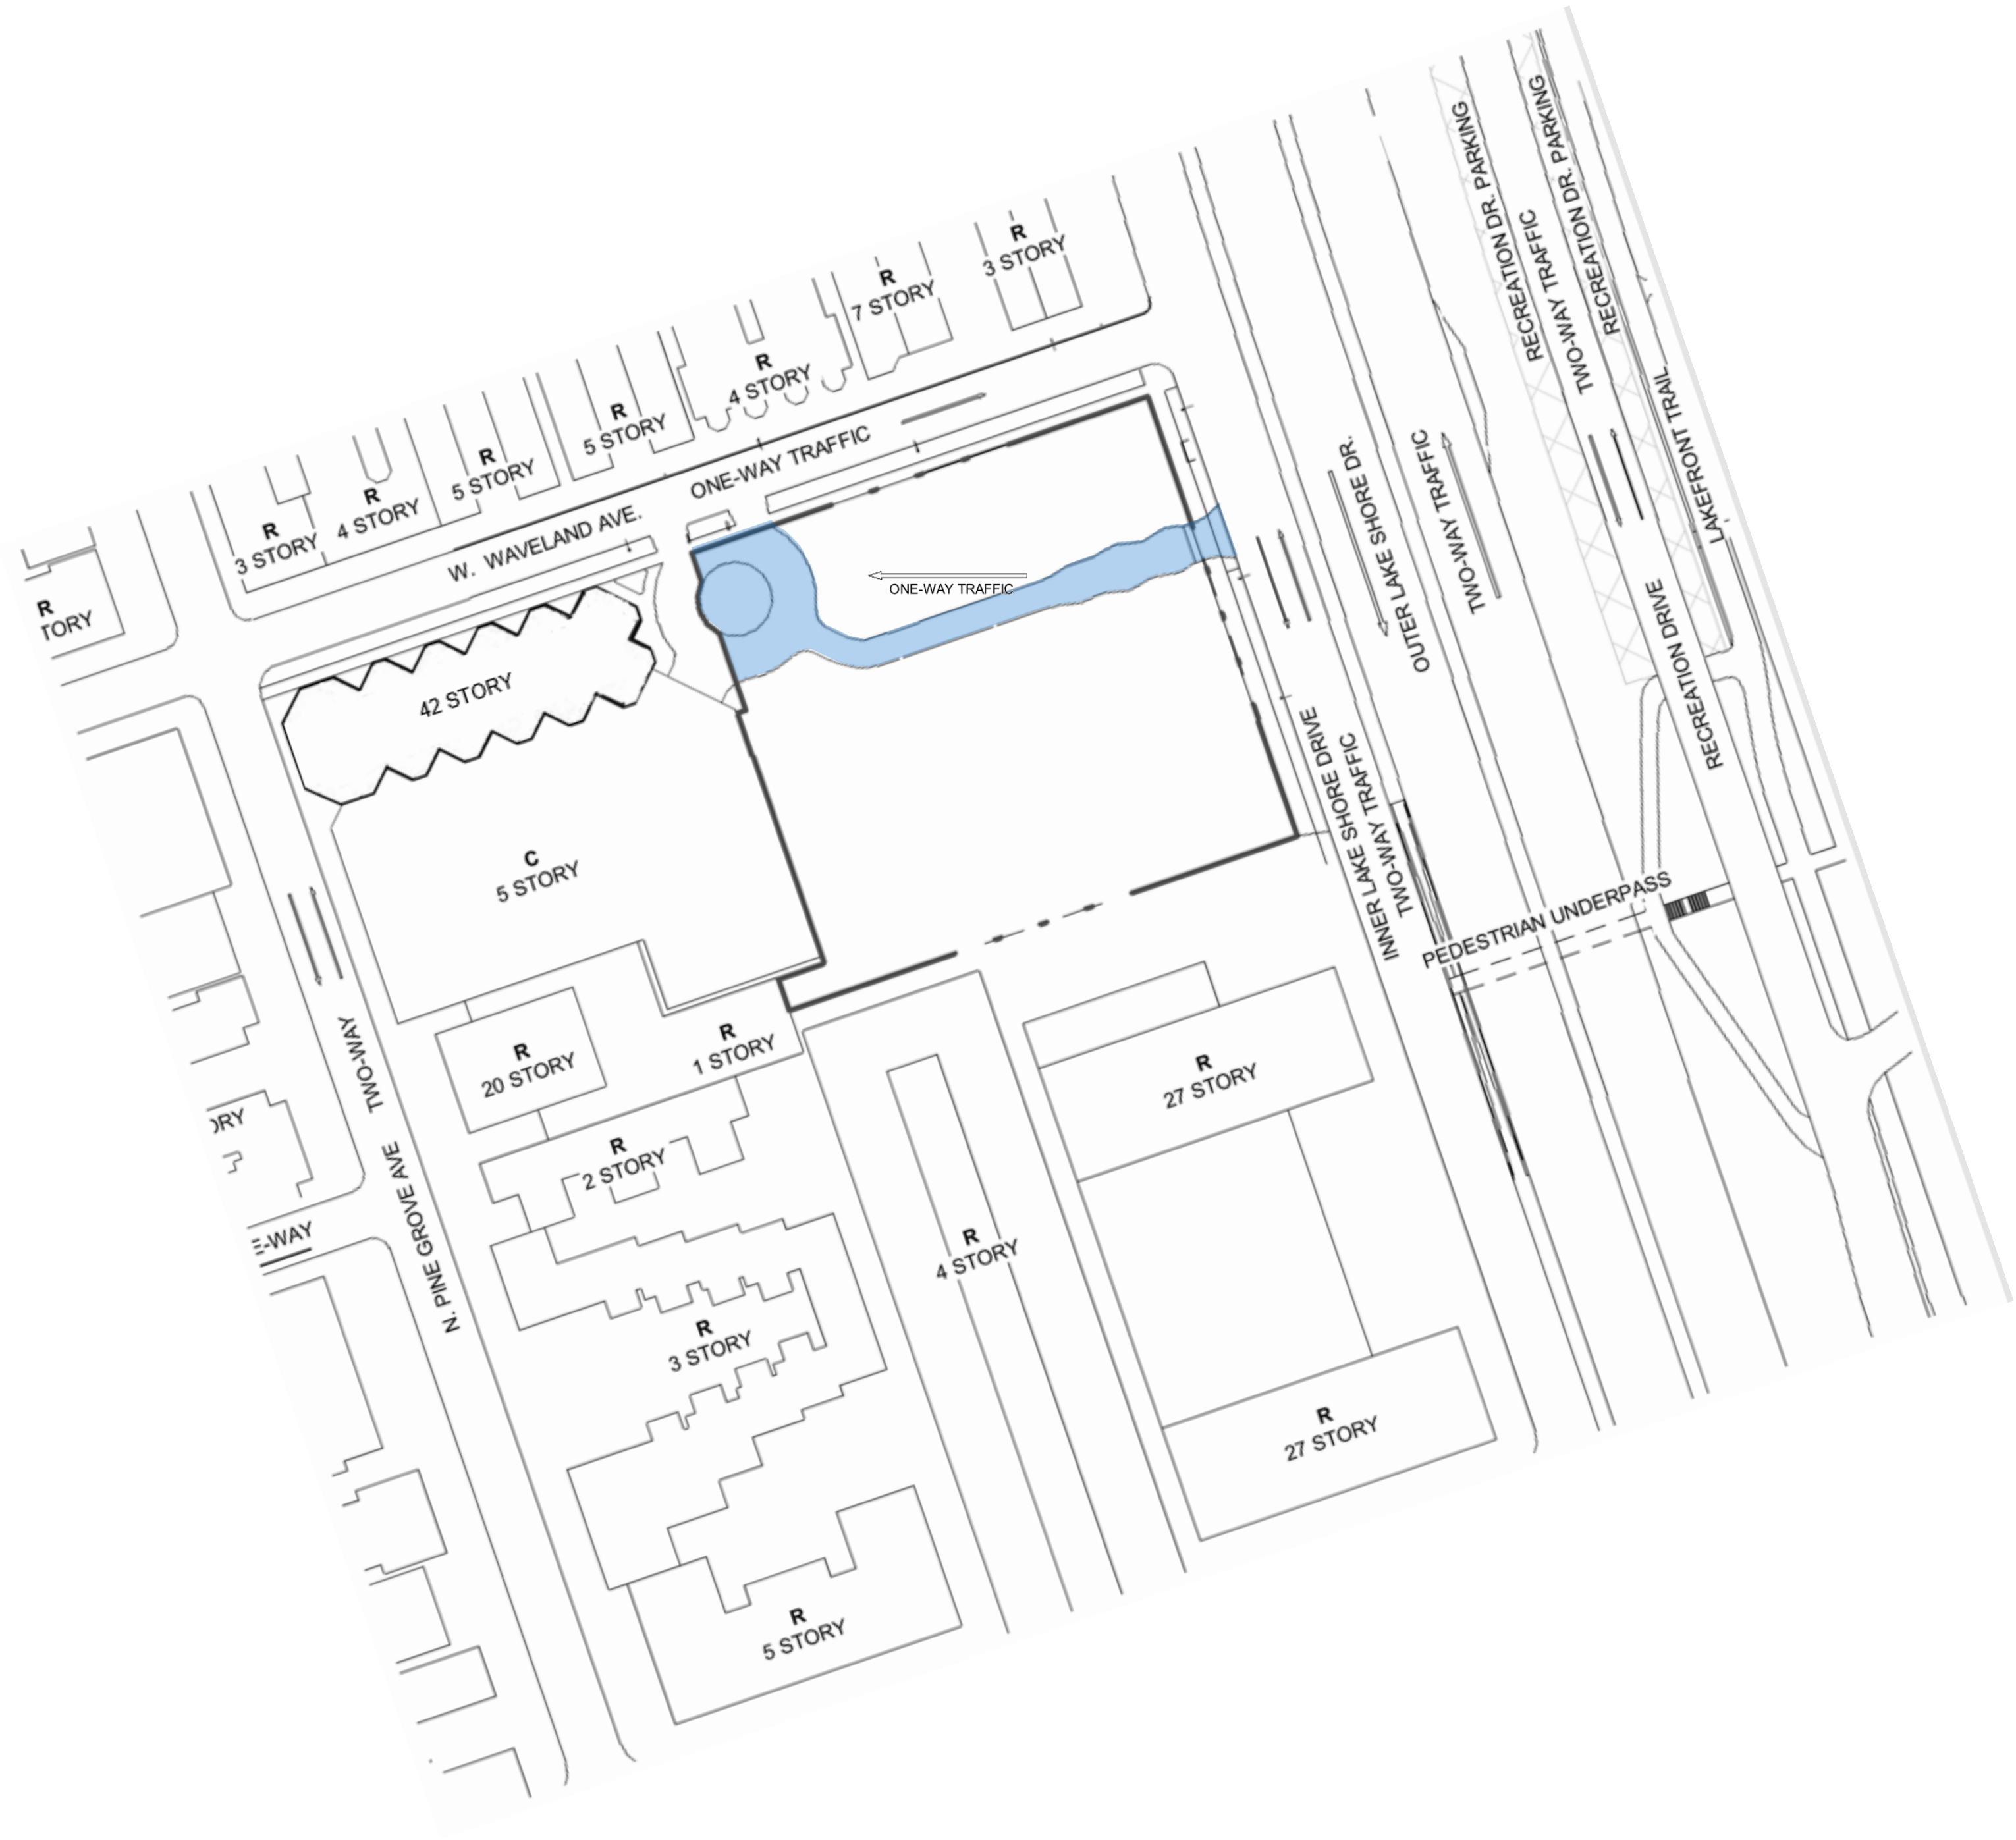 RECREATION DR. PARKING
RECREATION TRAFFIC
TWO-WAY TRAFFIC
RECREATION DR. PARKING
LAKEFRONT TRAIL
R
3 STORY
R
7 STORY
R
4 STORY
R
5 STORY
R
5 STORY
R
4 STORY
R
3 STORY
ONE-WAY TRAFFIC
W. WAVELAND AVE.
R
TORY
ONE-WAY TRAFFIC
OUTER LAKE SHORE DR.
TWO-WAY TRAFFIC
RECREATION DRIVE
42 STORY
INNER LAKE SHORE DRIVE
TWO-WAY TRAFFIC
C
5 STORY
PEDESTRIAN UNDERPASS
R
20 STORY
R
1 STORY
R
27 STORY
TWO-WAY
N. PINE GROVE AVE
ORY
R
2 STORY
E-WAY
R
4 STORY
R
3 STORY
R
27 STORY
R
5 STORY